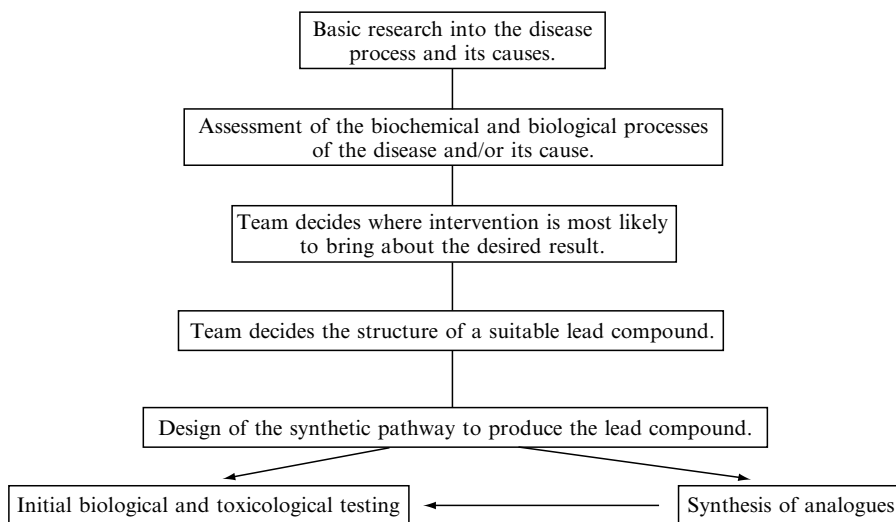 Basic research into the disease
process and its causes.
Assessment of the biochemical and biological processes
of the disease and/or its cause.
Team decides where intervention is most likely
to bring about the desired result.
Team decides the structure of a suitable lead compound.
Design of the synthetic pathway to produce the lead compound.
Initial biological and toxicological testing
Synthesis of analogues